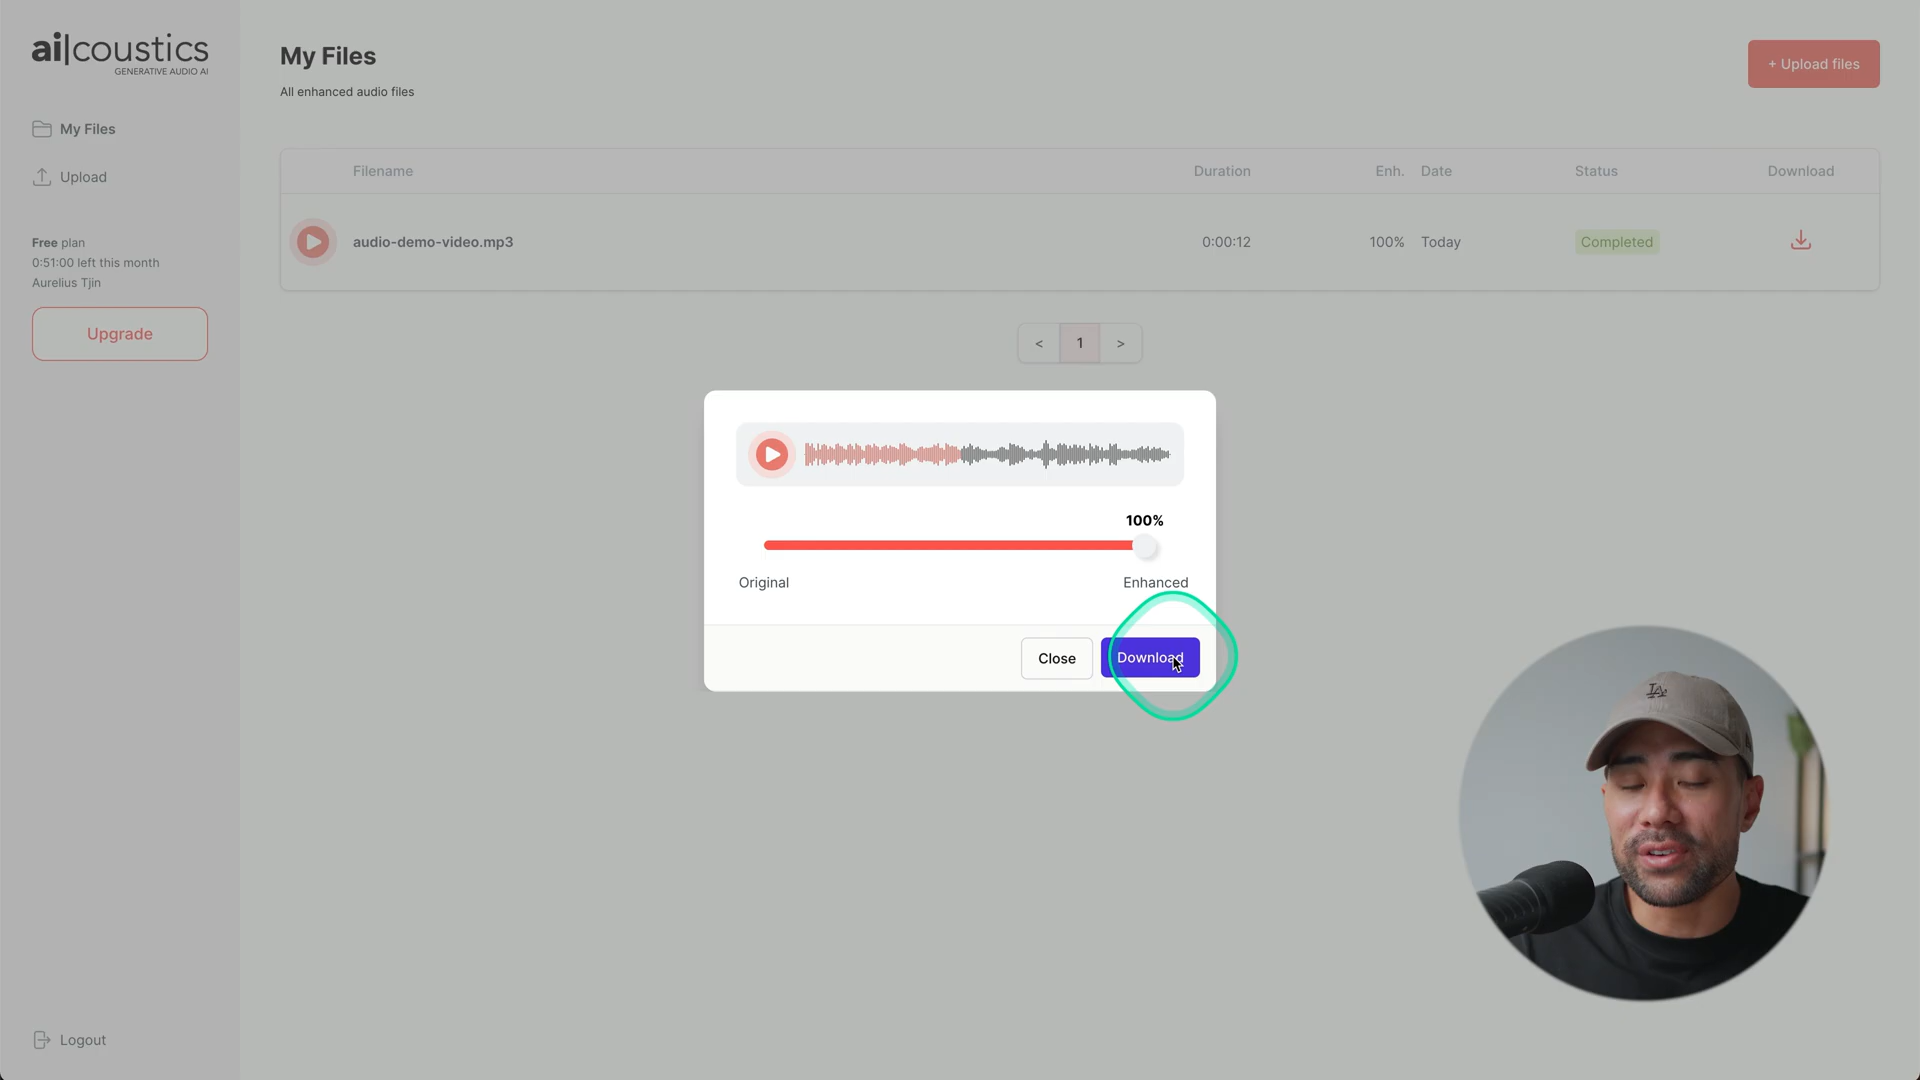 ai|coustics
GENERATIVE AUDIO AI
My Files
Upload
Free plan
0:51:00 left this month
Aurelius Tjin
Upgrade
Logout
My Files
All enhanced audio files
+ Upload files
Filename Duration Enh. Date Status Download
audio-demo-video.mp3 0:00:12 100% Today Completed
< 1 >
100%
Original Enhanced
Close Download
LA